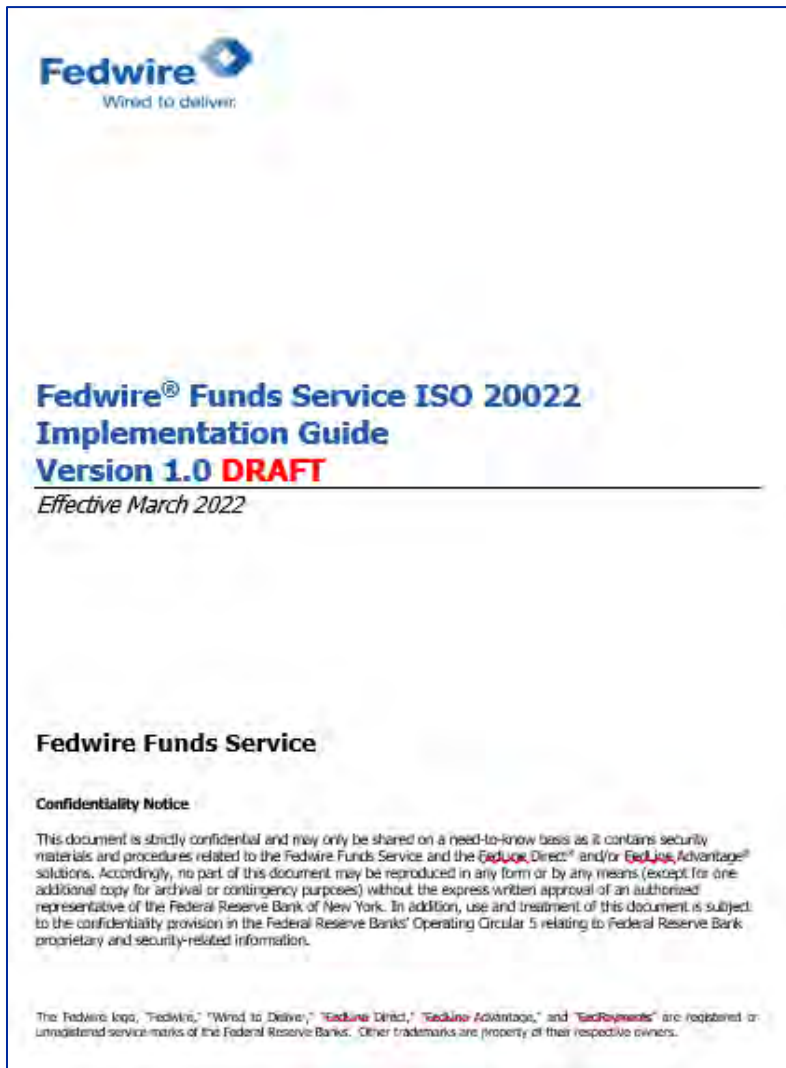 Fedwire
Wired to deliver.
Fedwire® Funds Service ISO 20022
Implementation Guide
Version 1.0 DRAFT
Effective March 2022
Fedwire Funds Service
Confidentiality Notice
This document is strictly confidential and may only be shared on a need-to-know basis as it contains security
materials and procedures related to the Fedwire Funds Service and the FedLine Direct® and/or FedLine Advantage®
solutions. Accordingly, no part of this document may be reproduced in any form or by any means (except for one
additional copy for archival or contingency purposes) without the express written approval of an authorized
representative of the Federal Reserve Bank of New York. In addition, use and treatment of this document is subject
to the confidentiality provision in the Federal Reserve Banks' Operating Circular 5 relating to Federal Reserve Bank
proprietary and security-related information.
The Fedwire logo, "Fedwire," "Wired to Deliver," "FedLine Direct," "FedLine Advantage," and "FedPayments" are registered or
unregistered service marks of the Federal Reserve Banks. Other trademarks are property of their respective owners.